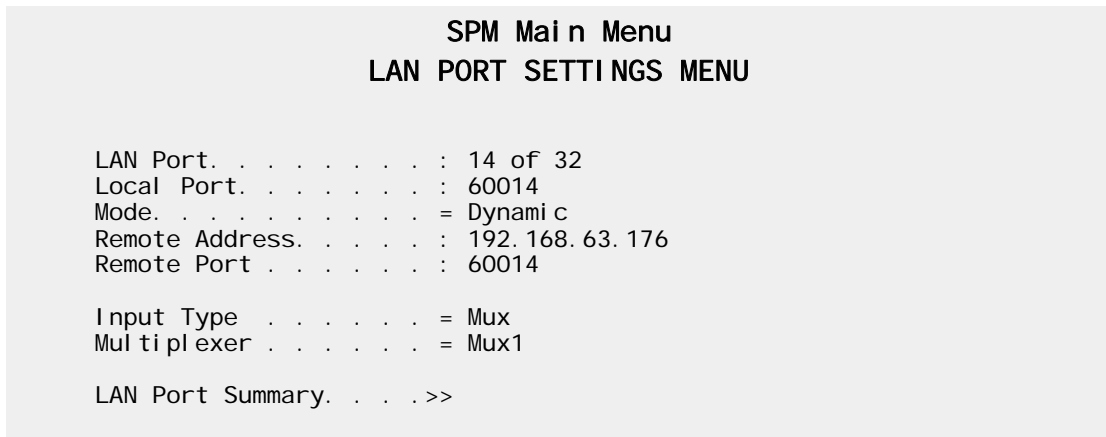 SPM Main Menu
LAN PORT SETTINGS MENU
LAN Port. . . . . . . . : 14 of 32
Local Port. . . . . . . : 60014
Mode. . . . . . . . . . = Dynamic
Remote Address. . . . . : 192.168.63.176
Remote Port . . . . . . : 60014
Input Type . . . . . . = Mux
Multiplexer . . . . . . = Mux1
LAN Port Summary. . . .>>